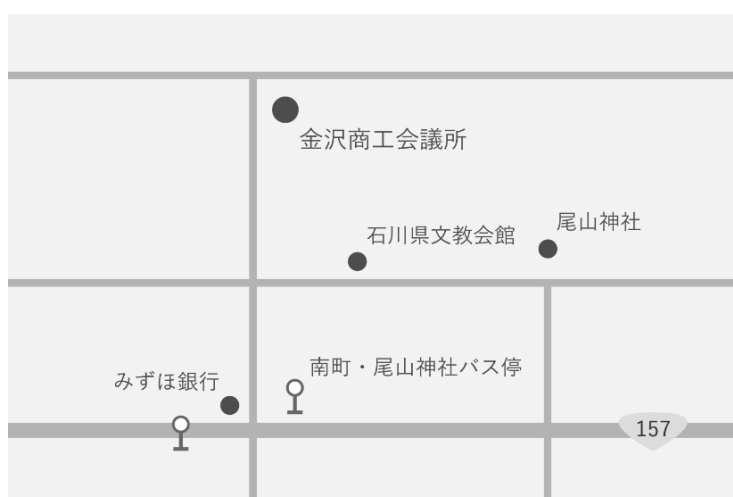 金沢商工会議所
尾山神社
石川県文教会館
南町・尾山神社バス停
みずほ銀行
157